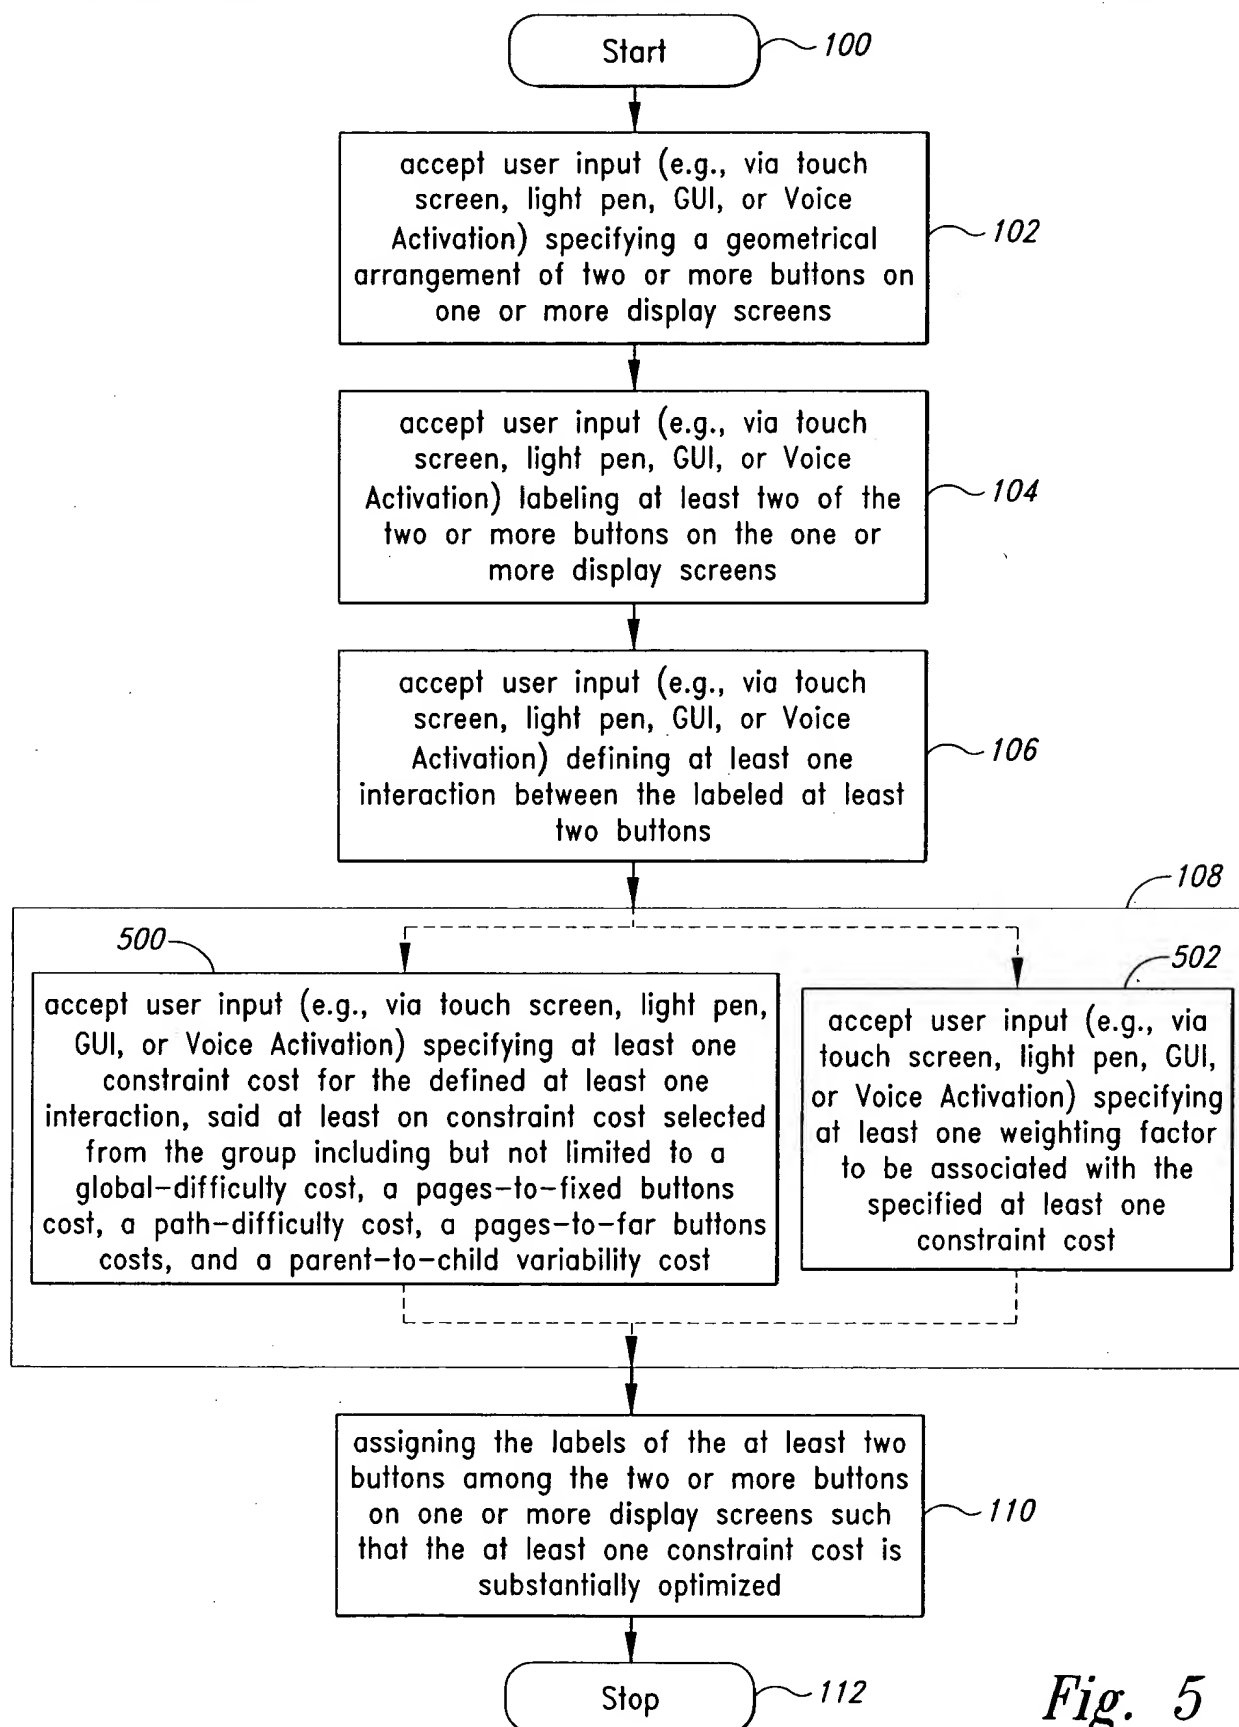 Start
100
accept user input (e.g., via touch
screen, light pen, GUI, or Voice
Activation) specifying a geometrical
arrangement of two or more buttons on
one or more display screens
102
accept user input (e.g., via touch
screen, light pen, GUI, or Voice
Activation) labeling at least two of the
two or more buttons on the one or
more display screens
104
accept user input (e.g., via touch
screen, light pen, GUI, or Voice
Activation) defining at least one
interaction between the labeled at least
two buttons
106
108
500
accept user input (e.g., via touch screen, light pen,
GUI, or Voice Activation) specifying at least one
constraint cost for the defined at least one
interaction, said at least on constraint cost selected
from the group including but not limited to a
global-difficulty cost, a pages-to-fixed buttons
cost, a path-difficulty cost, a pages-to-far buttons
costs, and a parent-to-child variability cost
502
accept user input (e.g., via
touch screen, light pen, GUI,
or Voice Activation) specifying
at least one weighting factor
to be associated with the
specified at least one
constraint cost
assigning the labels of the at least two
buttons among the two or more buttons
on one or more display screens such
that the at least one constraint cost is
substantially optimized
110
Stop
112
Fig. 5